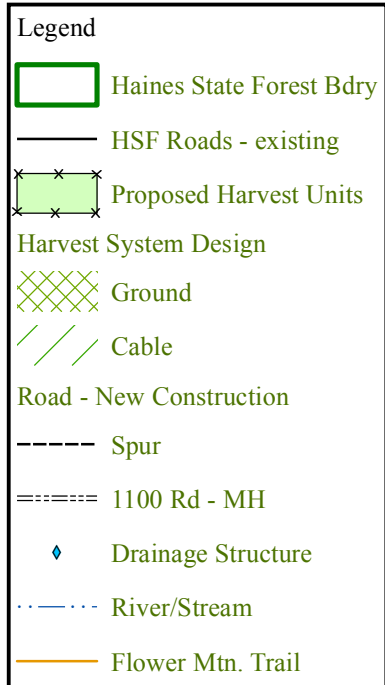 Legend
Haines State Forest Bdry
HSF Roads - existing
Proposed Harvest Units
Harvest System Design
Ground
Cable
Road - New Construction
Spur
1100 Rd - MH
Drainage Structure
River/Stream
Flower Mtn. Trail